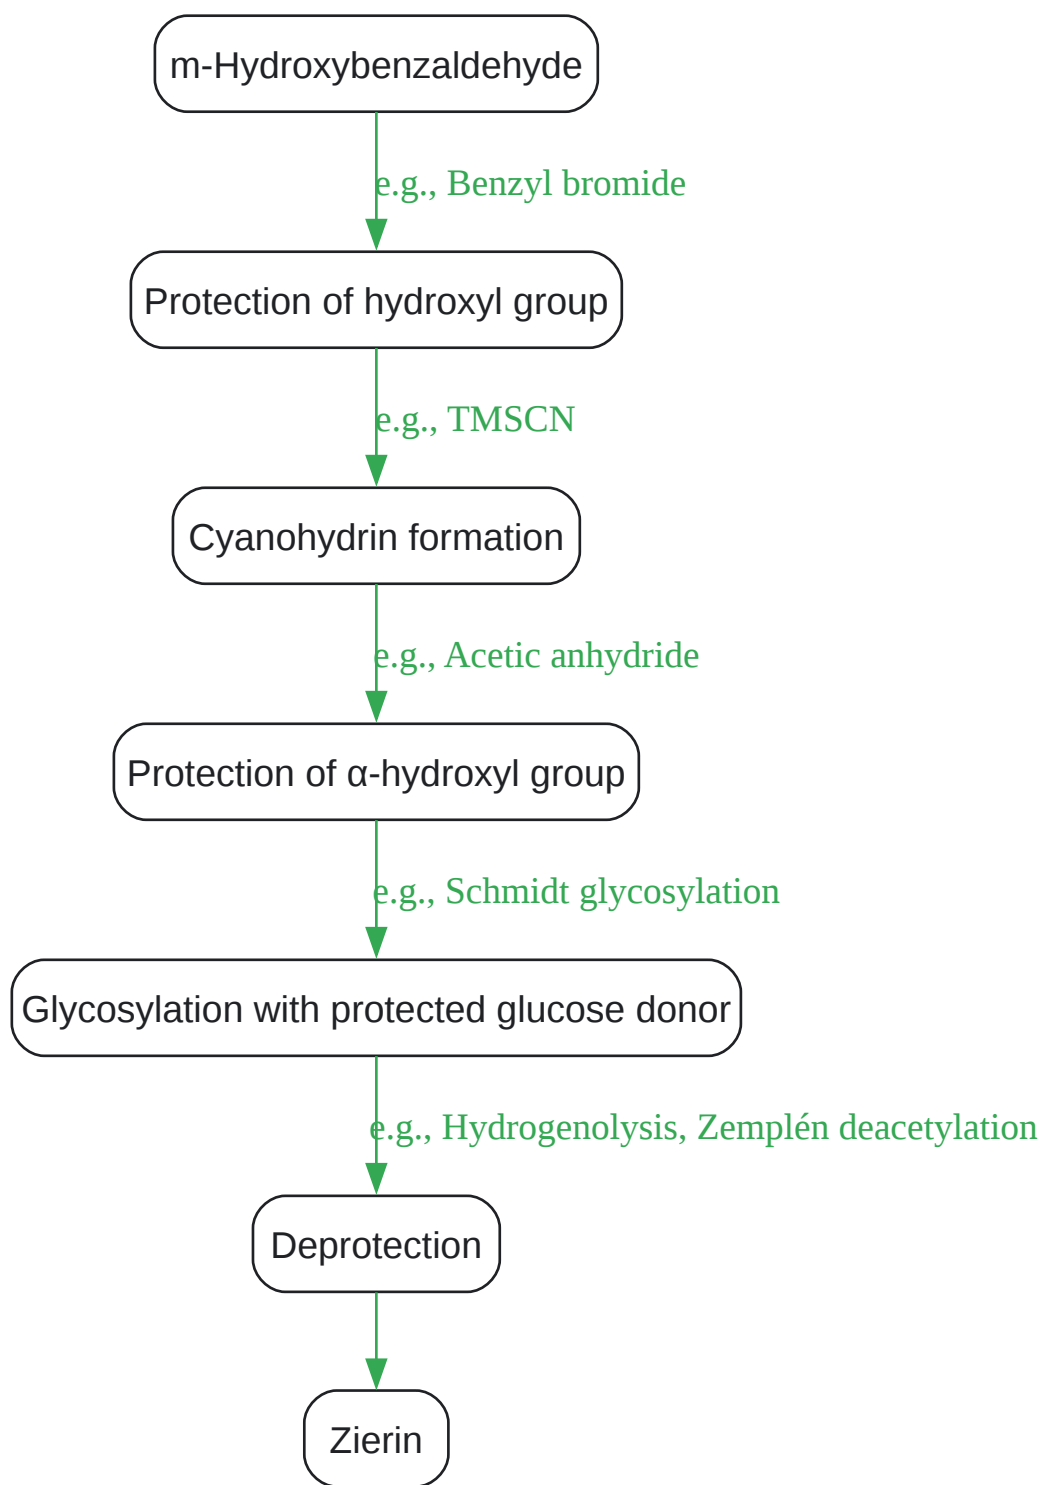 m-Hydroxybenzaldehyde
e.g., Benzyl bromide
Protection of hydroxyl group
e.g., TMSCN
Cyanohydrin formation
e.g., Acetic anhydride
Protection of α-hydroxyl group
e.g., Schmidt glycosylation
Glycosylation with protected glucose donor
e.g., Hydrogenolysis, Zemplén deacetylation
Deprotection
Zierin